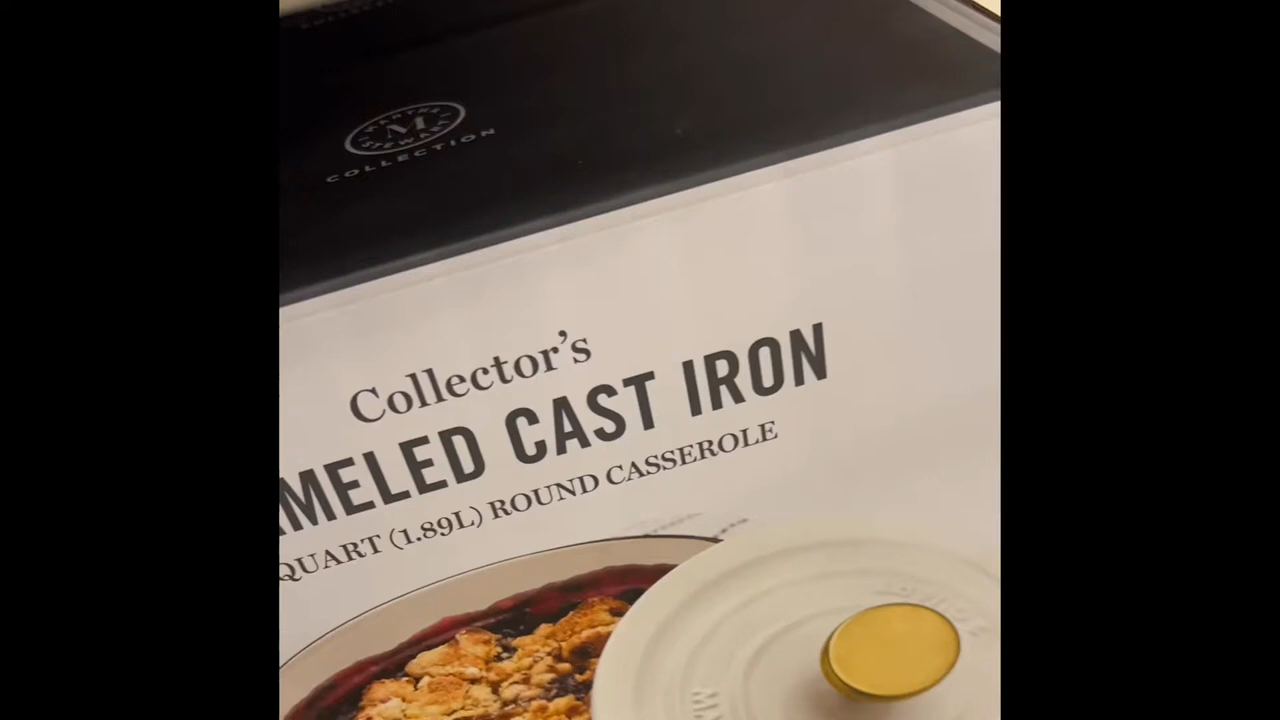 MARTHA
M
STEWART
COLLECTION
Collector's
MELED CAST IRON
QUART (1.89L) ROUND CASSEROLE